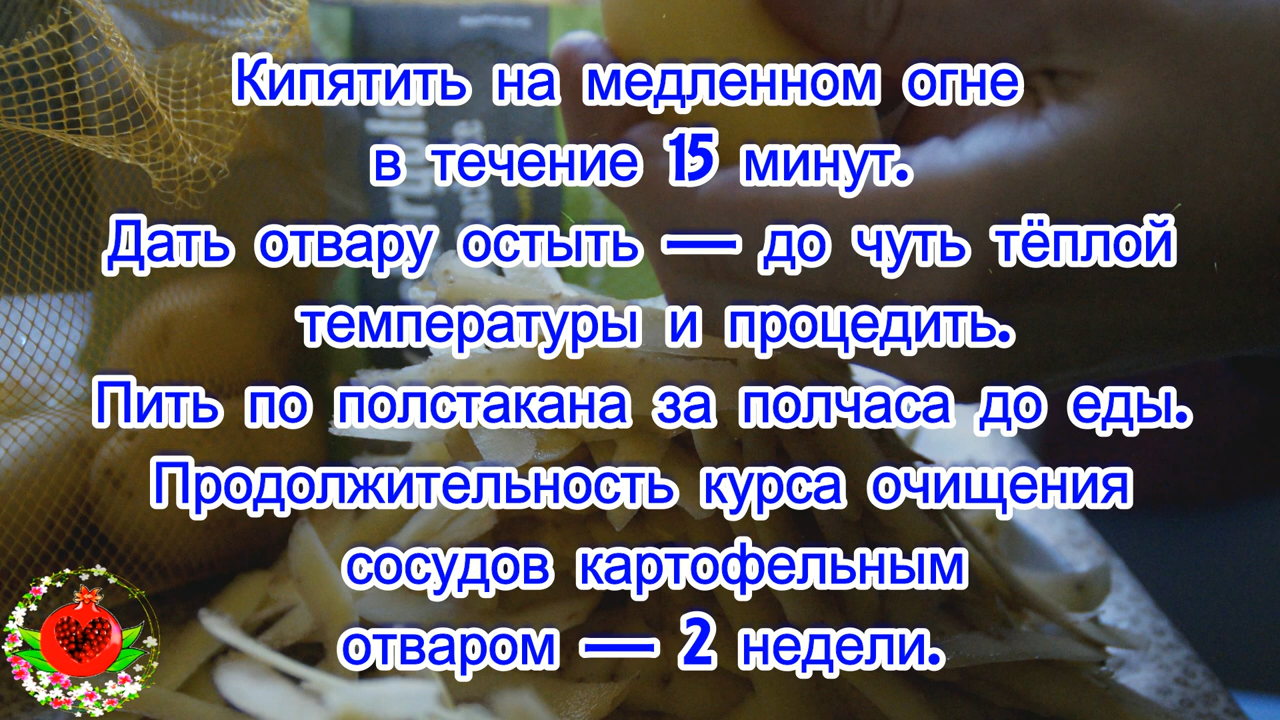 Кипятить на медленном огне
в течение 15 минут.
Дать отвару остыть — до чуть тёплой
температуры и процедить.
Пить по полстакана за полчаса до еды.
Продолжительность курса очищения
сосудов картофельным
отваром — 2 недели.